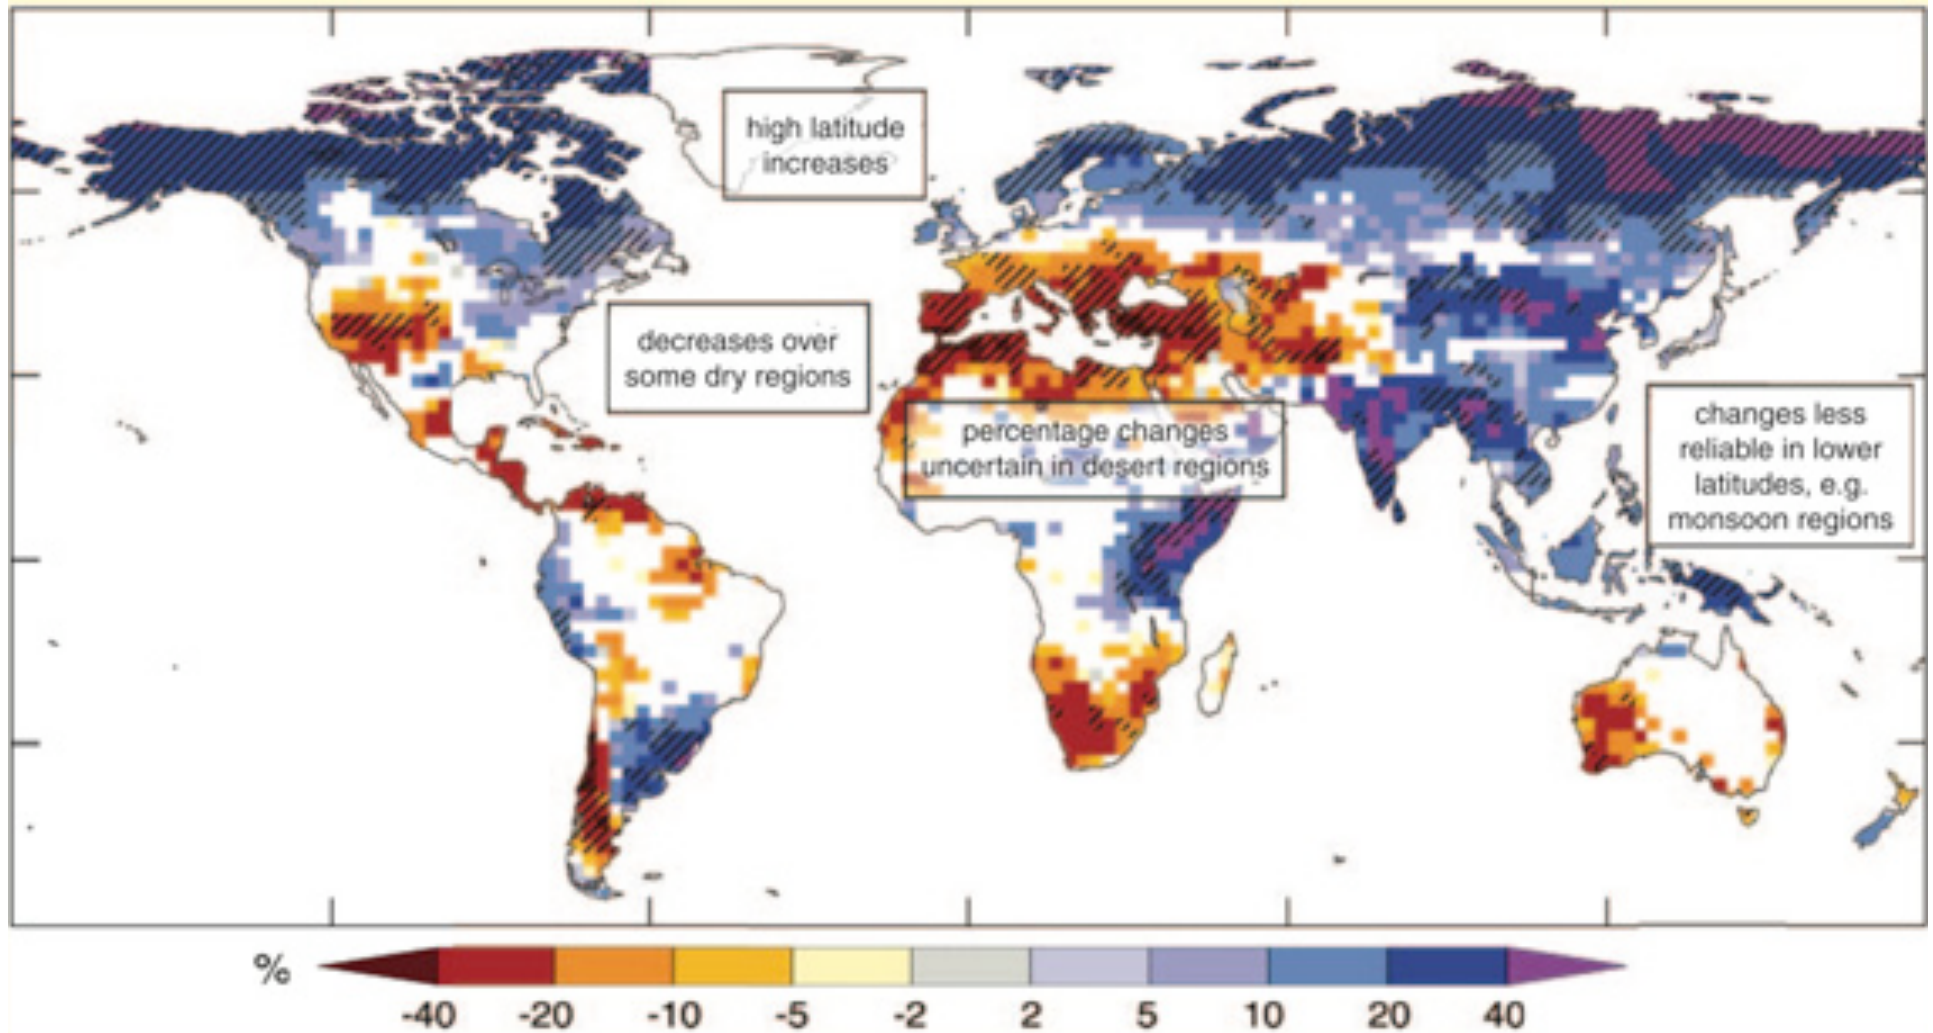 high latitude
increases
decreases over
some dry regions
percentage changes
uncertain in desert regions
changes less
reliable in lower
latitudes, e.g.
monsoon regions
%
-40 -20 -10 -5 -2 2 5 10 20 40